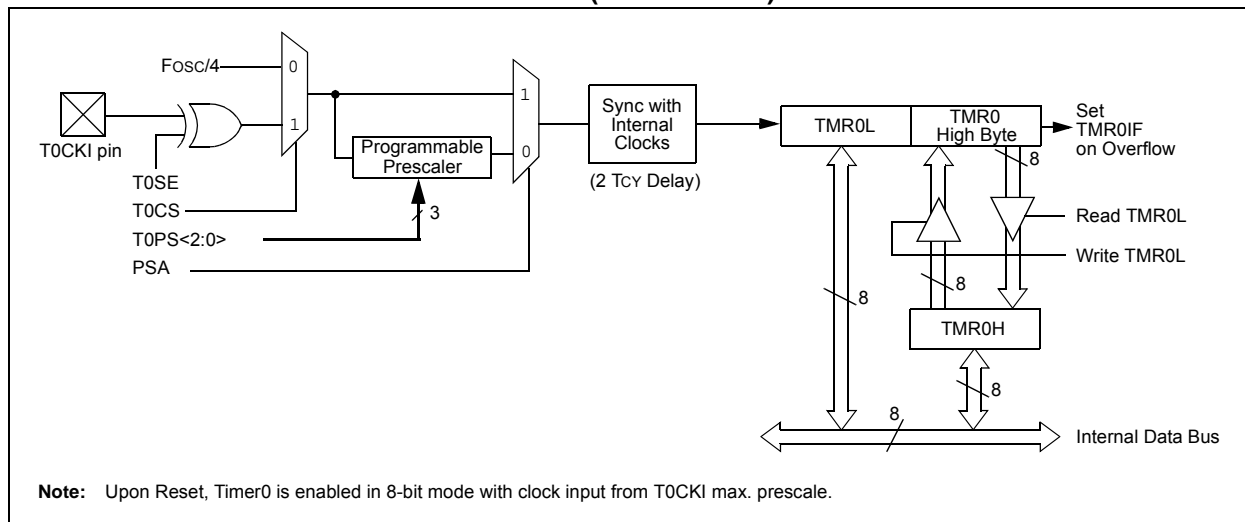 FOSC/4
0
1
T0CKI pin
T0SE
T0CS
T0PS<2:0>
PSA
Programmable
Prescaler
3
1
0
Sync with
Internal
Clocks
(2 TCY Delay)
TMR0L
TMR0
High Byte
Set
TMR0IF
on Overflow
8
Read TMR0L
Write TMR0L
8
8
TMR0H
8
8
Internal Data Bus
Note: Upon Reset, Timer0 is enabled in 8-bit mode with clock input from T0CKI max. prescale.